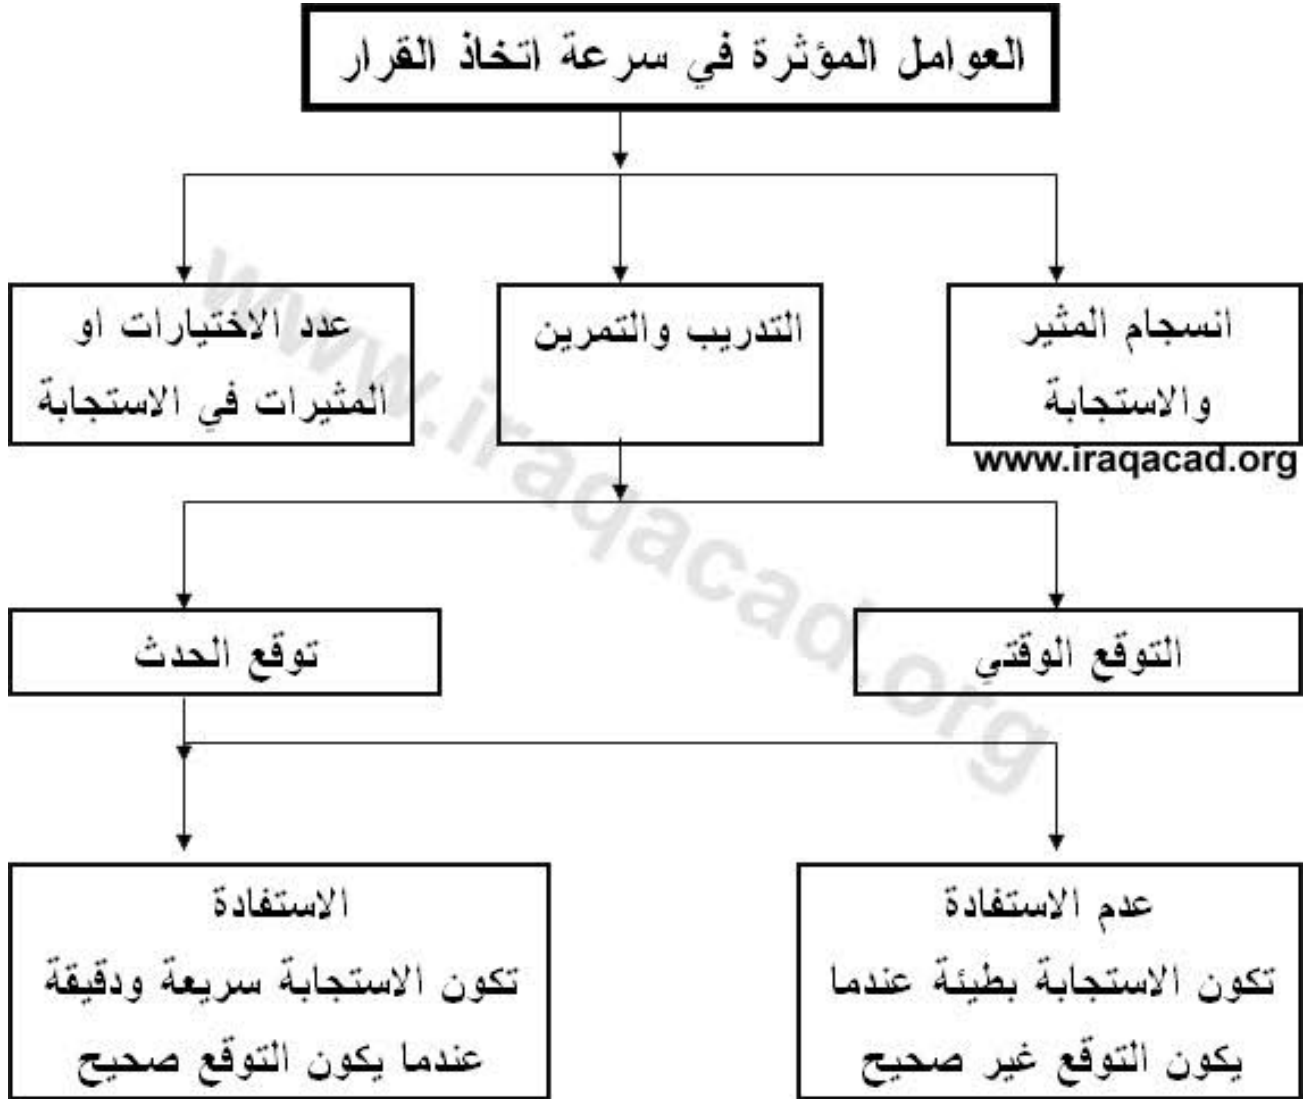 العوامل المؤثرة في سرعة اتخاذ القرار
انسجام المثير
والاستجابة
التدريب والتمرين
عدد الاختيارات او
المثيرات في الاستجابة
www.iraqacad.org
www.iraqacad.org
التوقع الوقتي
توقع الحدث
عدم الاستفادة
تكون الاستجابة بطيئة عندما
يكون التوقع غير صحيح
الاستفادة
تكون الاستجابة سريعة ودقيقة
عندما يكون التوقع صحيح